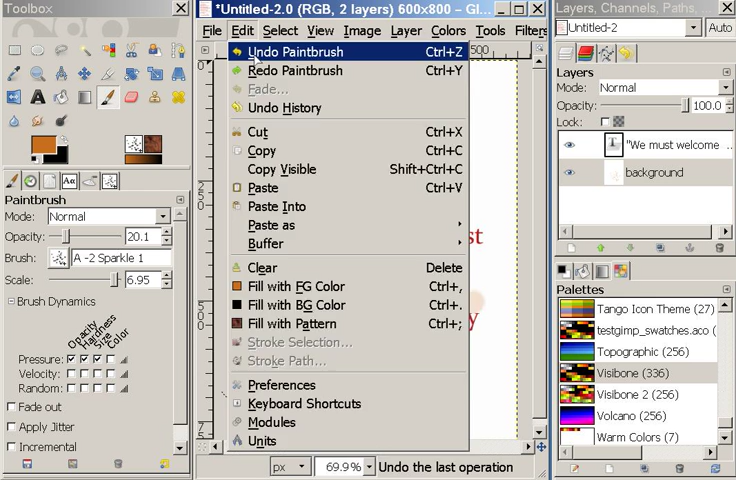 Toolbox
Paintbrush
Mode: Normal
Opacity: 20.1
Brush: A -2 Sparkle 1
Scale: 6.95
Brush Dynamics
Opacity
Hardness
Size
Color
Pressure:
Velocity:
Random:
Fade out
Apply Jitter
Incremental
*Untitled-2.0 (RGB, 2 layers) 600x800 – GI...
File Edit Select View Image Layer Colors Tools Filters
500
Undo Paintbrush Ctrl+Z
Redo Paintbrush Ctrl+Y
Fade...
Undo History
Cut Ctrl+X
Copy Ctrl+C
Copy Visible Shift+Ctrl+C
Paste Ctrl+V
Paste Into
Paste as
Buffer
Clear Delete
Fill with FG Color Ctrl+,
Fill with BG Color Ctrl+.
Fill with Pattern Ctrl+;
Stroke Selection...
Stroke Path...
Preferences
Keyboard Shortcuts
Modules
Units
st
y
px 69.9% Undo the last operation
Layers, Channels, Paths, ...
Untitled-2 Auto
Layers
Mode: Normal
Opacity: 100.0
Lock:
"We must welcome ..
background
Palettes
Tango Icon Theme (27)
testgimp_swatches.aco (
Topographic (256)
Visibone (336)
Visibone 2 (256)
Volcano (256)
Warm Colors (7)